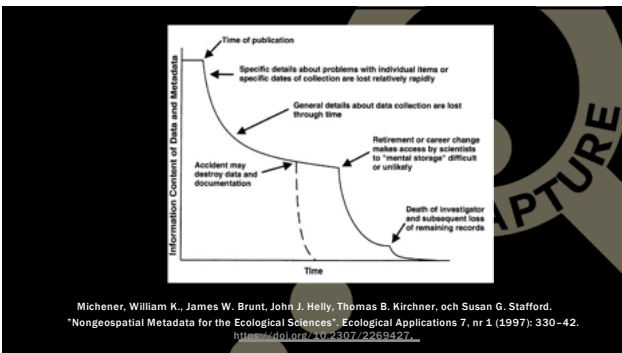 Time of publication
Specific details about problems with individual items or
specific dates of collection are lost relatively rapidly
General details about data collection are lost
through time
Retirement or career change
makes access by scientists
to "mental storage" difficult
or unlikely
Accident may
destroy data and
documentation
Death of investigator
and subsequent loss
of remaining records
Information Content of Data and Metadata
Time
APTURE
Michener, William K., James W. Brunt, John J. Helly, Thomas B. Kirchner, och Susan G. Stafford.
"Nongeospatial Metadata for the Ecological Sciences". Ecological Applications 7, nr 1 (1997): 330–42.
https://doi.org/10.2307/2269427.